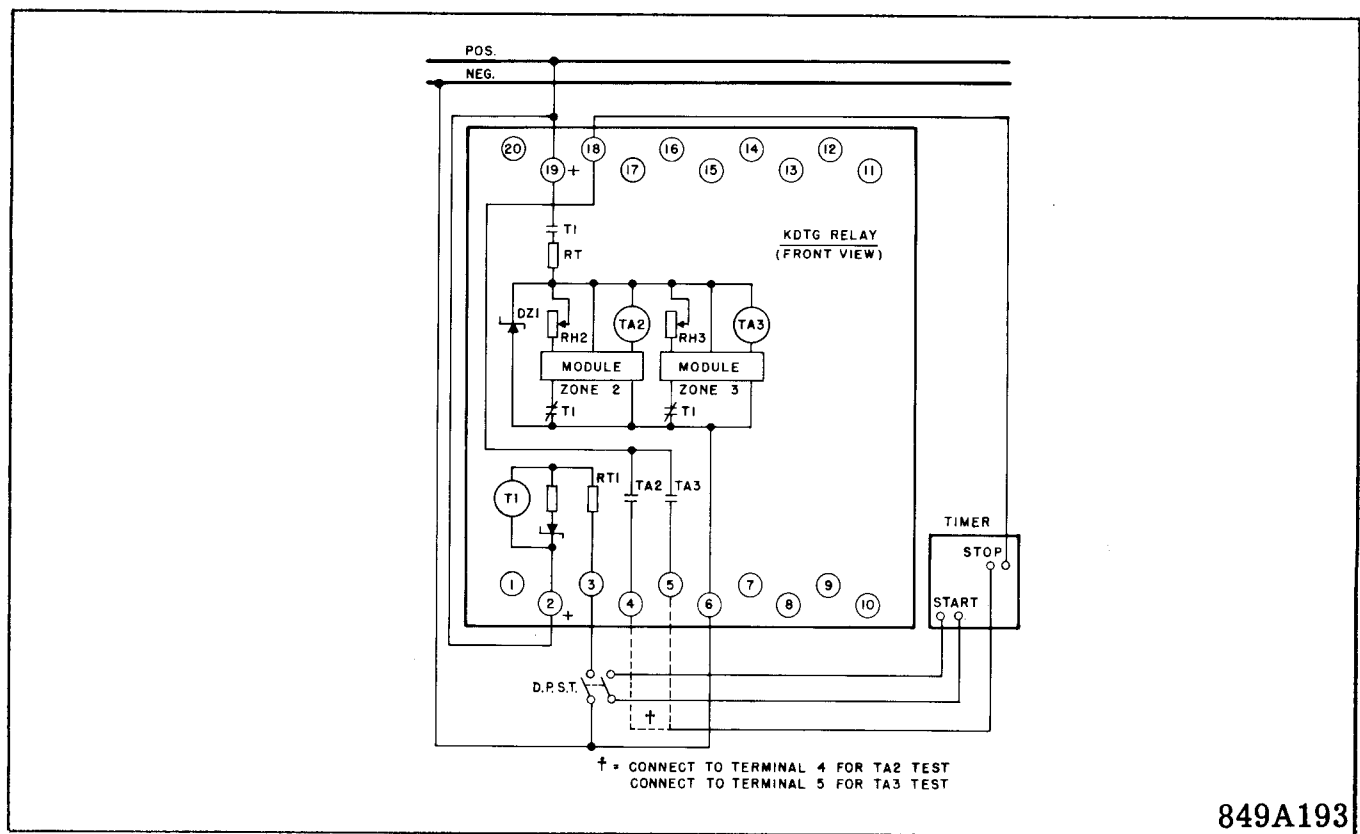 POS.
NEG.
20
19 +
18
17
16
15
14
13
12
11
T1
RT
KDTG RELAY
(FRONT VIEW)
DZ1
RH2
TA2
RH3
TA3
MODULE
MODULE
ZONE 2
ZONE 3
T1
T1
T1
RT1
TA2
TA3
TIMER
STOP
START
1
2 +
3
4
5
6
7
8
9
10
D.P.S.T.
†
† = CONNECT TO TERMINAL 4 FOR TA2 TEST
CONNECT TO TERMINAL 5 FOR TA3 TEST
849A193